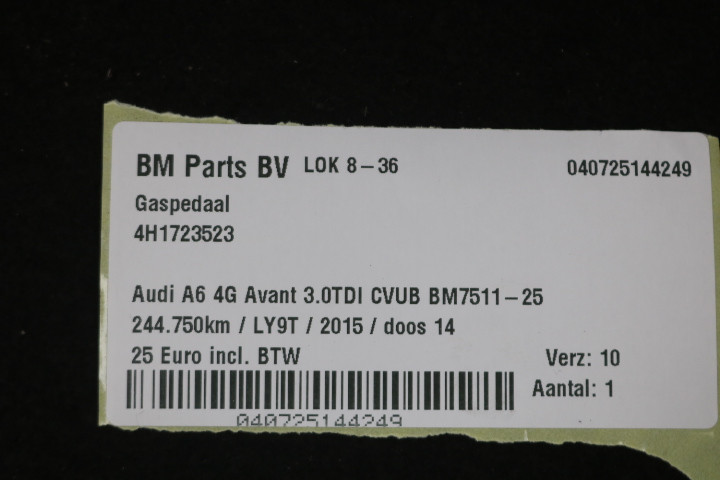 BM Parts BV LOK 8-36 040725144249
Gaspedaal
4H1723523
Audi A6 4G Avant 3.0TDI CVUB BM7511-25
244.750km / LY9T / 2015 / doos 14
25 Euro incl. BTW Verz: 10
Aantal: 1
040725144249